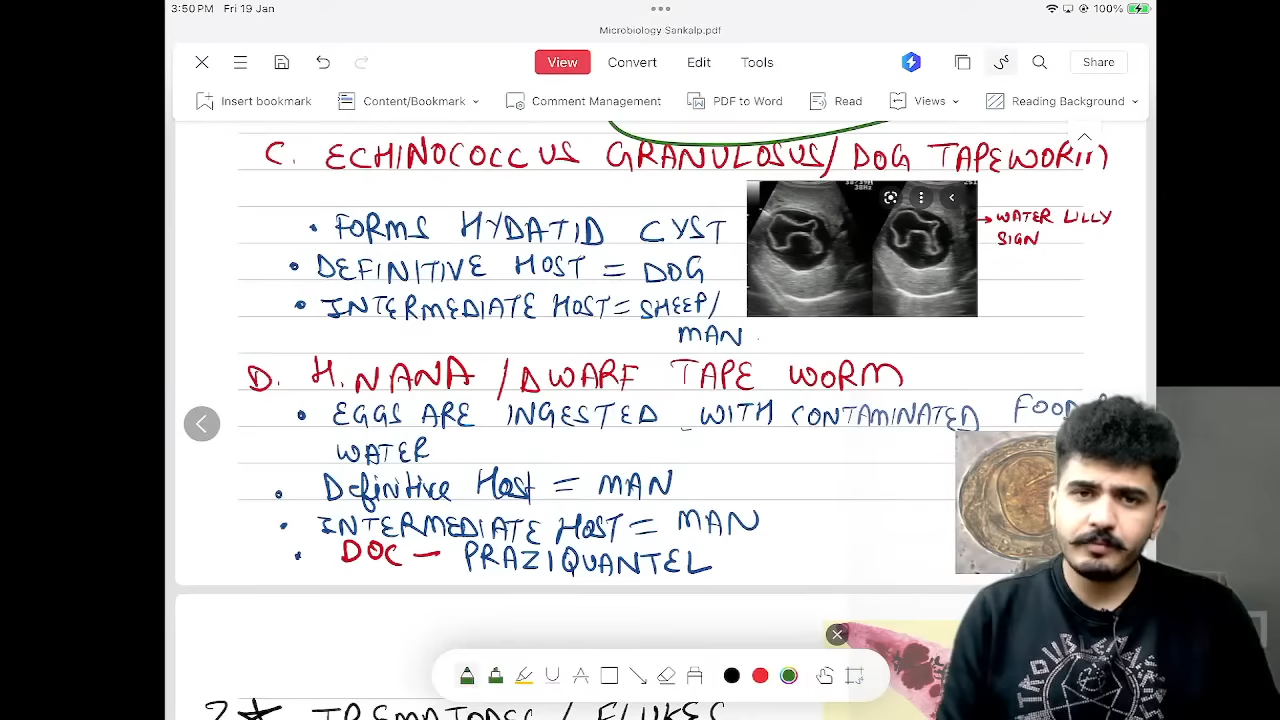 3:50 PM Fri 19 Jan
100%
Microbiology Sankalp.pdf
View Convert Edit Tools
Share
Insert bookmark Content/Bookmark Comment Management PDF to Word Read Views Reading Background
C. ECHINOCOCCUS GRANULOSUS/ DOG TAPEWORM
• FORMS HYDATID CYST
→ WATER LILLY
SIGN
• DEFINITIVE HOST = DOG
• INTERMEDIATE HOST = SHEEP/
MAN
D. H. NANA / DWARF TAPE WORM
• EGGS ARE INGESTED WITH CONTAMINATED FOOD
WATER
• Definitive Host = MAN
• INTERMEDIATE HOST = MAN
• DOC — PRAZIQUANTEL
TREMATODES / FLUKES